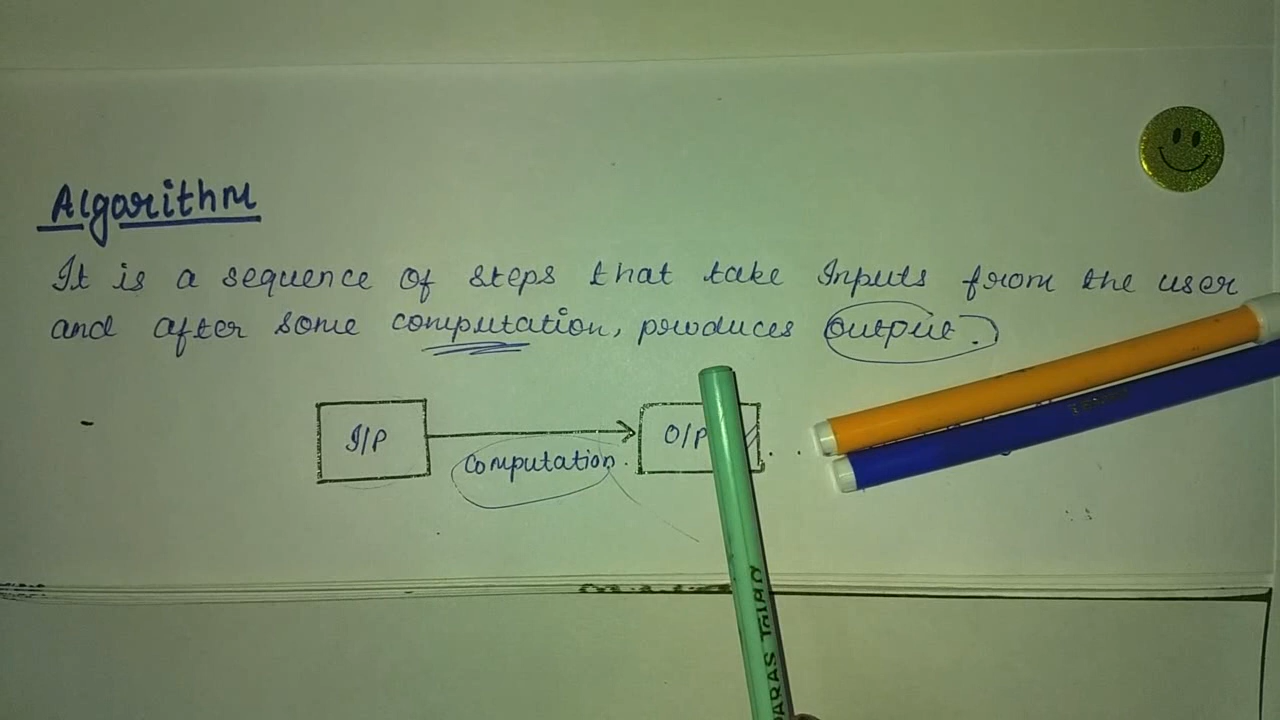 Algorithm
It is a sequence of steps that take Inputs from the user
and after some computation, produces output.
I/P
O/P
computation.
PARAS